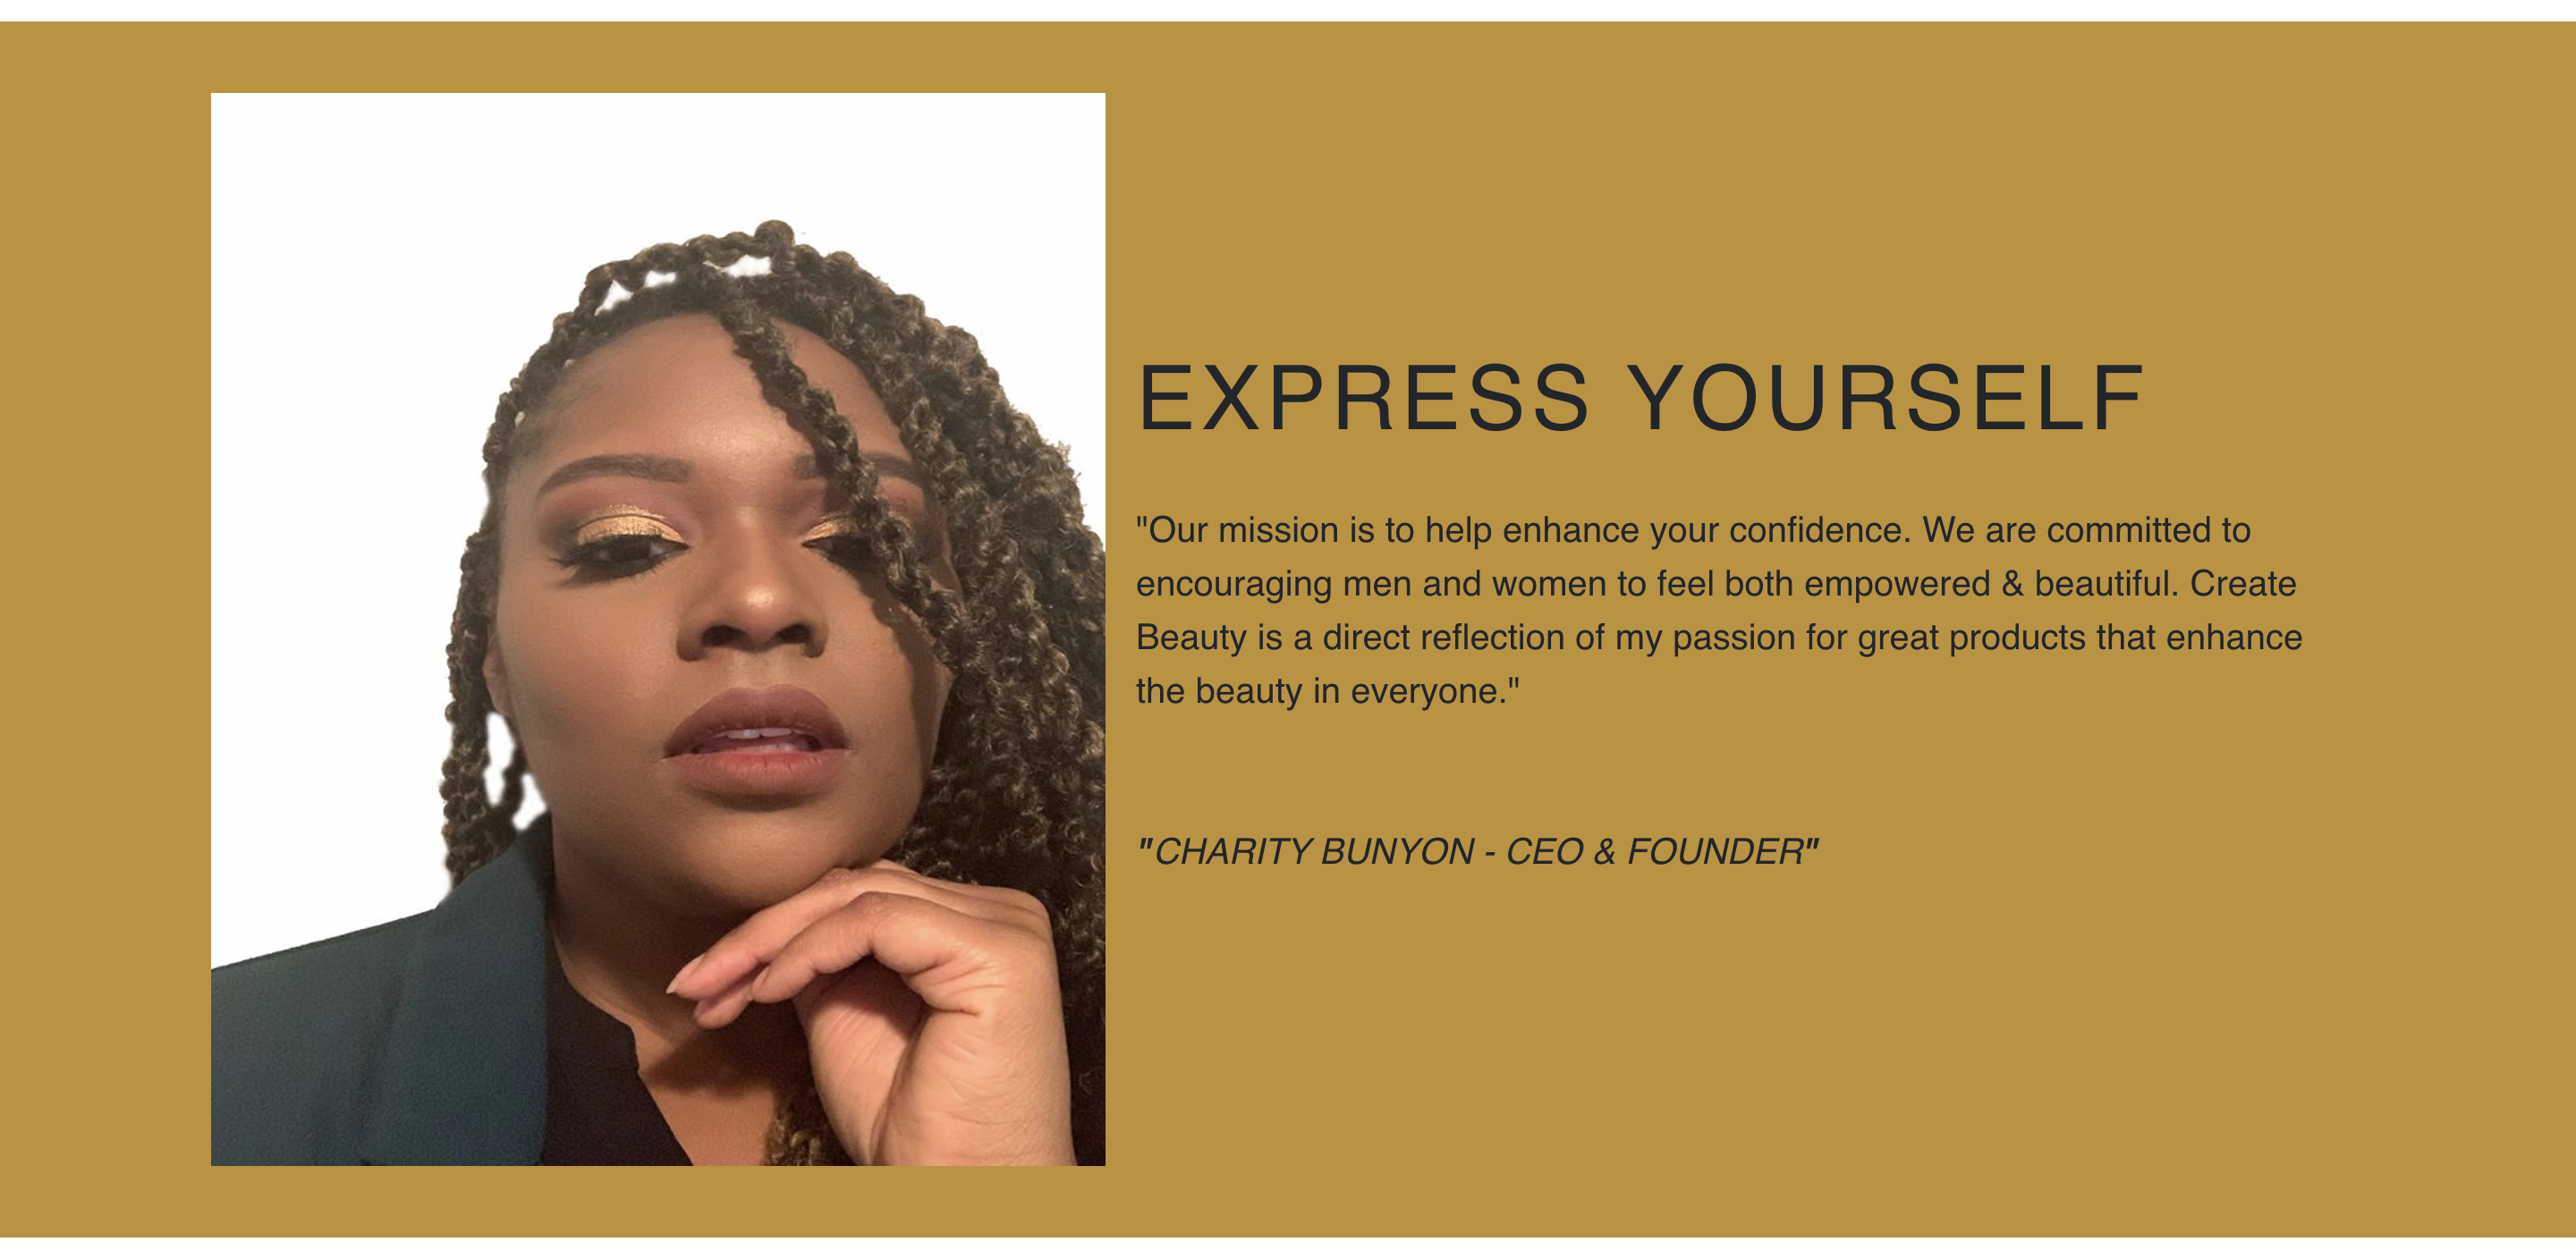 EXPRESS YOURSELF
"Our mission is to help enhance your confidence. We are committed to
encouraging men and women to feel both empowered & beautiful. Create
Beauty is a direct reflection of my passion for great products that enhance
the beauty in everyone."
"CHARITY BUNYON - CEO & FOUNDER"